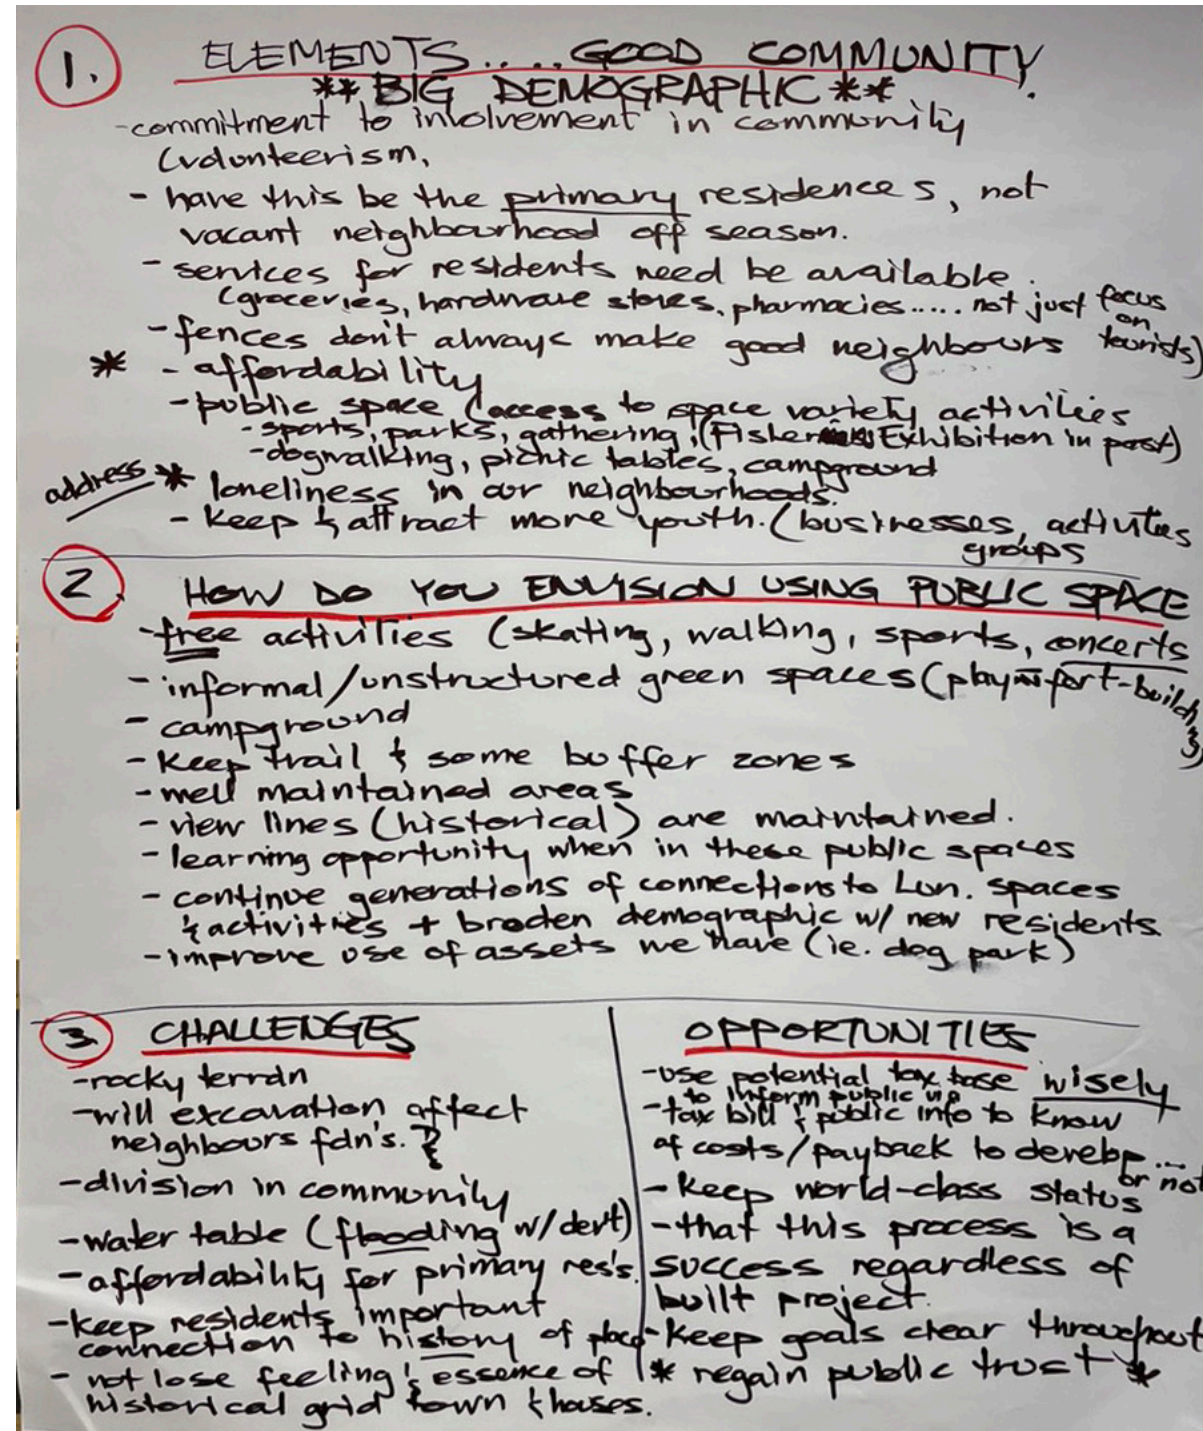 1. ELEMENTS.....GOOD COMMUNITY.
** BIG DEMOGRAPHIC **
- commitment to involvement in community
(volunteerism,
- have this be the primary residences, not
vacant neighbourhood off season.
- services for residents need be available.
(groceries, hardware stores, pharmacies..... not just focus
on
tourists)
- fences don't always make good neighbours
* - affordability
- public space (access to space variety activities
- sports, parks, gathering, (Fisheries Exhibition in past)
- dogwalking, picnic tables, campground
address * loneliness in our neighbourhoods.
- keep & attract more youth. (businesses, activities
groups
2. HOW DO YOU ENVISION USING PUBLIC SPACE
- free activities (skating, walking, sports, concerts
- informal/unstructured green spaces (play fort-build
- campground
- keep trail & some buffer zones
- well maintained areas
- view lines (historical) are maintained.
- learning opportunity when in these public spaces
- continue generations of connections to Lun. spaces
& activities + broden demographic w/ new residents.
- improve use of assets we have (ie. dog park)
3. CHALLENGES
- rocky terrain
- will excavation affect
neighbours fdn's. ?
- division in community
- water table (flooding w/ dev't)
- affordability for primary res's.
- keep residents important
connection to history of place
- not lose feeling & essence of
historical grid town & houses.
OPPORTUNITIES
- use potential tax base wisely
to inform public
- tax bill & public info to know
of costs/payback to develop....
or not
- keep world-class status
- that this process is a
success regardless of
built project.
- keep goals clear throughout
* regain public trust *